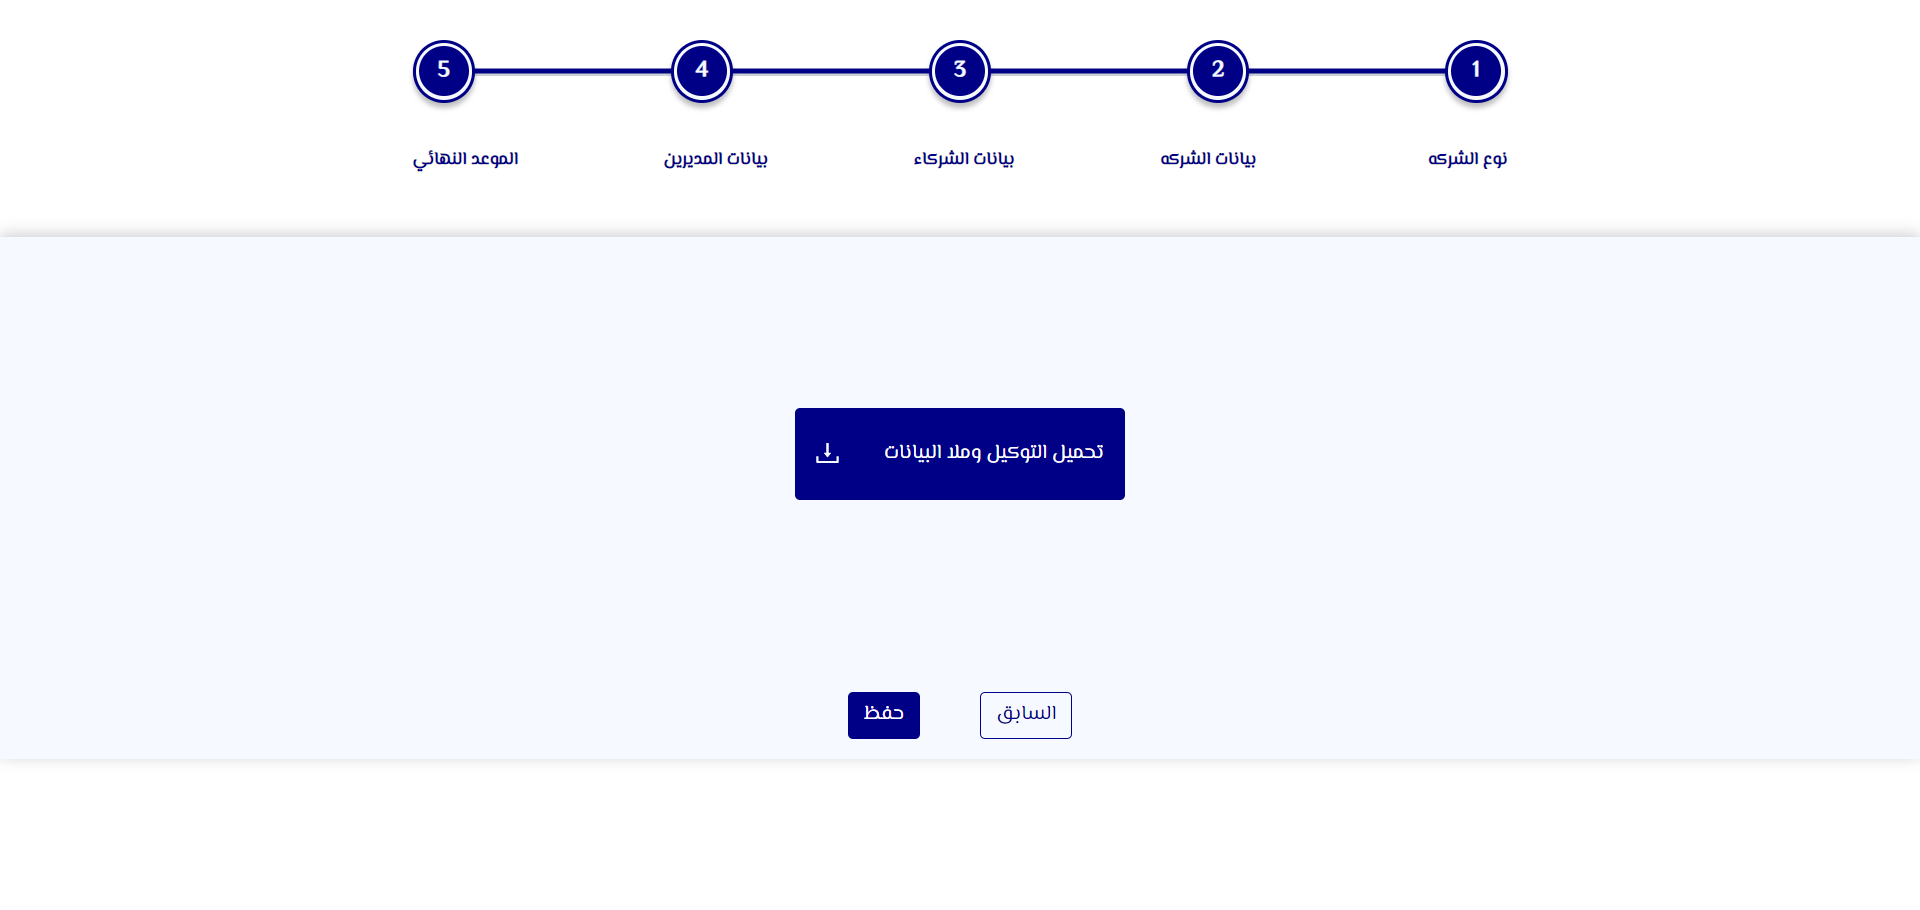 1 2 3 4 5
نوع الشركه بيانات الشركه بيانات الشركاء بيانات المديرين الموعد النهائي
تحميل التوكيل وملا البيانات
السابق حفظ